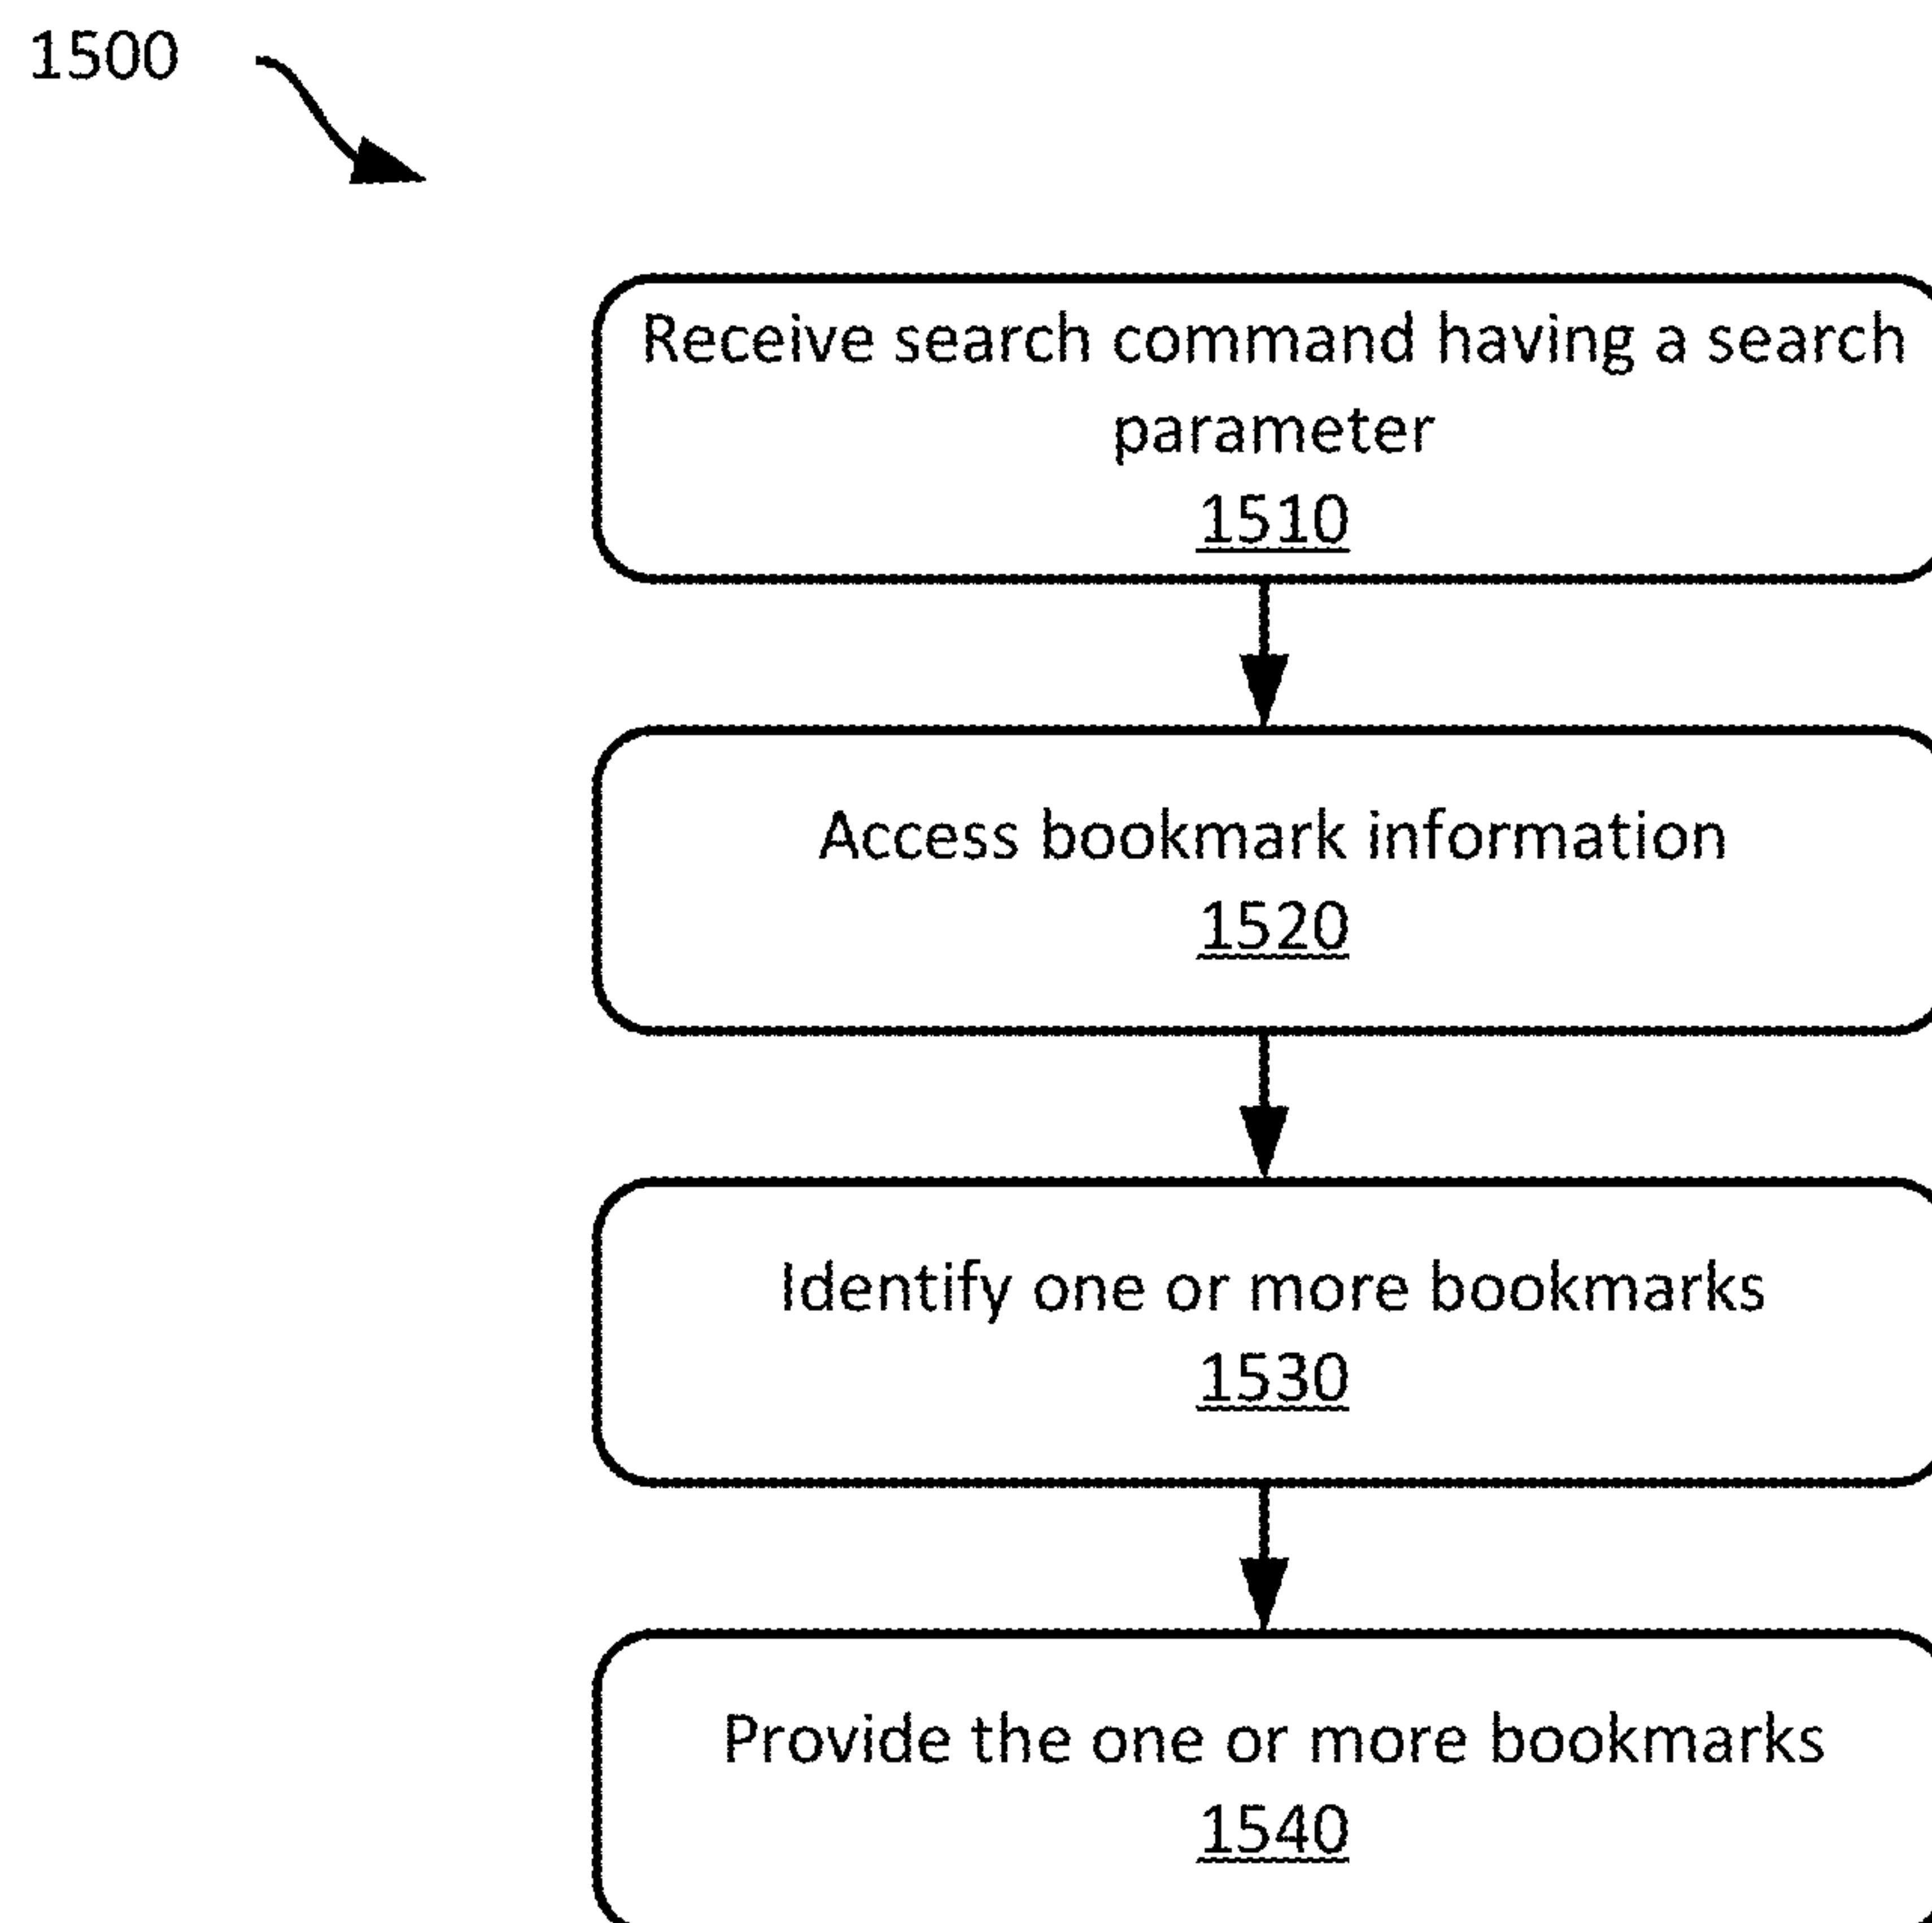 1500
Receive search command having a search
parameter
1510
Access bookmark information
1520
Identify one or more bookmarks
1530
Provide the one or more bookmarks
1540